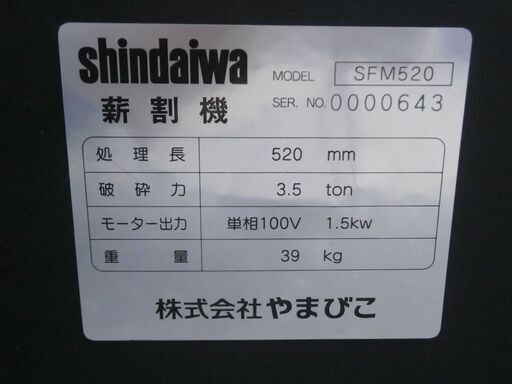 shindaiwa
MODEL SFM520
薪割機
SER. NO. 0000643
処理長 520 mm
破砕力 3.5 ton
モーター出力 単相100V 1.5kw
重量 39 kg
株式会社やまびこ